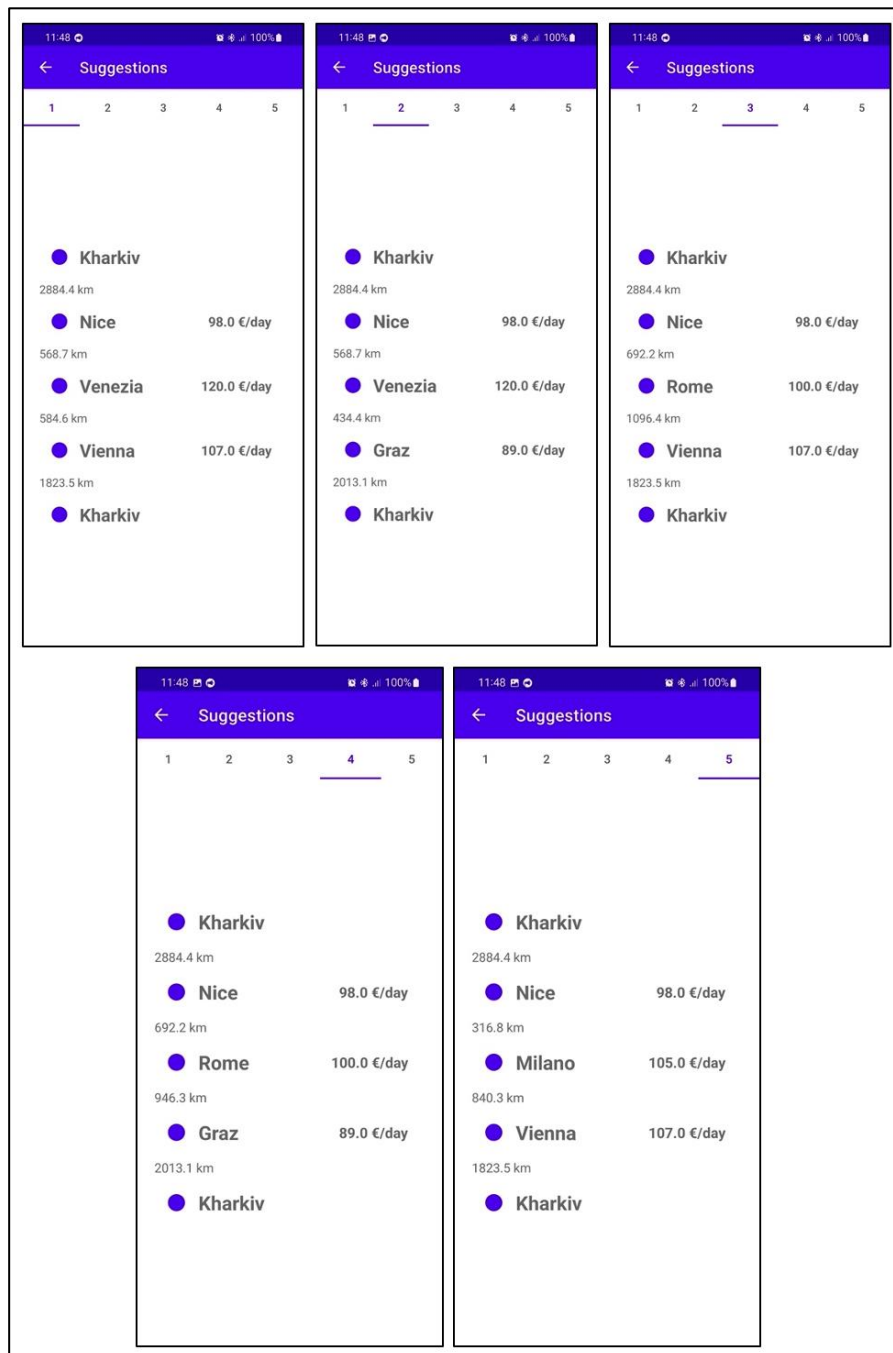 11:48 100%
Suggestions
1 2 3 4 5
Kharkiv
2884.4 km
Nice 98.0 €/day
568.7 km
Venezia 120.0 €/day
584.6 km
Vienna 107.0 €/day
1823.5 km
Kharkiv
11:48 100%
Suggestions
1 2 3 4 5
Kharkiv
2884.4 km
Nice 98.0 €/day
568.7 km
Venezia 120.0 €/day
434.4 km
Graz 89.0 €/day
2013.1 km
Kharkiv
11:48 100%
Suggestions
1 2 3 4 5
Kharkiv
2884.4 km
Nice 98.0 €/day
692.2 km
Rome 100.0 €/day
1096.4 km
Vienna 107.0 €/day
1823.5 km
Kharkiv
11:48 100%
Suggestions
1 2 3 4 5
Kharkiv
2884.4 km
Nice 98.0 €/day
692.2 km
Rome 100.0 €/day
946.3 km
Graz 89.0 €/day
2013.1 km
Kharkiv
11:48 100%
Suggestions
1 2 3 4 5
Kharkiv
2884.4 km
Nice 98.0 €/day
316.8 km
Milano 105.0 €/day
840.3 km
Vienna 107.0 €/day
1823.5 km
Kharkiv